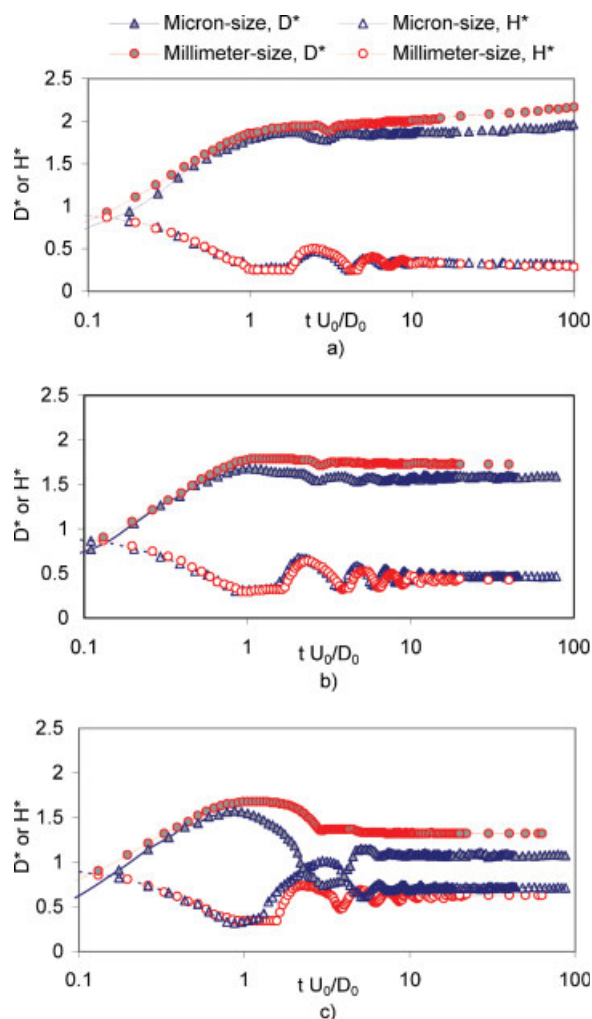 Micron-size, D* Micron-size, H*
Millimeter-size, D* Millimeter-size, H*
2.5
2
1.5
1
0.5
0
D* or H*
0.1 1 10 100
t U0/D0
a)
2.5
2
1.5
1
0.5
0
D* or H*
0.1 1 10 100
t U0/D0
b)
2.5
2
1.5
1
0.5
0
D* or H*
0.1 1 10 100
t U0/D0
c)